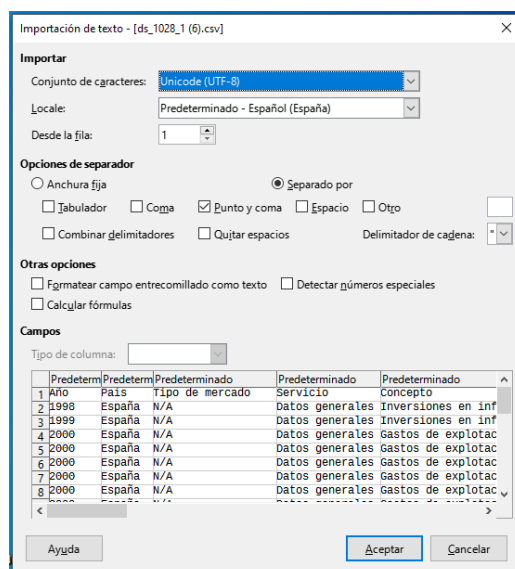 Importación de texto - [ds_1028_1 (6).csv]
Importar
Conjunto de caracteres: Unicode (UTF-8)
Locale: Predeterminado - Español (España)
Desde la fila: 1
Opciones de separador
Anchura fija Separado por
Tabulador Coma Punto y coma Espacio Otro
Combinar delimitadores Quitar espacios Delimitador de cadena: "
Otras opciones
Formatear campo entrecomillado como texto Detectar números especiales
Calcular fórmulas
Campos
Tipo de columna:
Predeterm Predeterm Predeterminado Predeterminado Predeterminado
1 Año País Tipo de mercado Servicio Concepto
2 1998 España N/A Datos generales Inversiones en inf
3 1999 España N/A Datos generales Inversiones en inf
4 2000 España N/A Datos generales Gastos de explotac
5 2000 España N/A Datos generales Gastos de explotac
6 2000 España N/A Datos generales Gastos de explotac
7 2000 España N/A Datos generales Gastos de explotac
8 2000 España N/A Datos generales Gastos de explotac
Ayuda Aceptar Cancelar